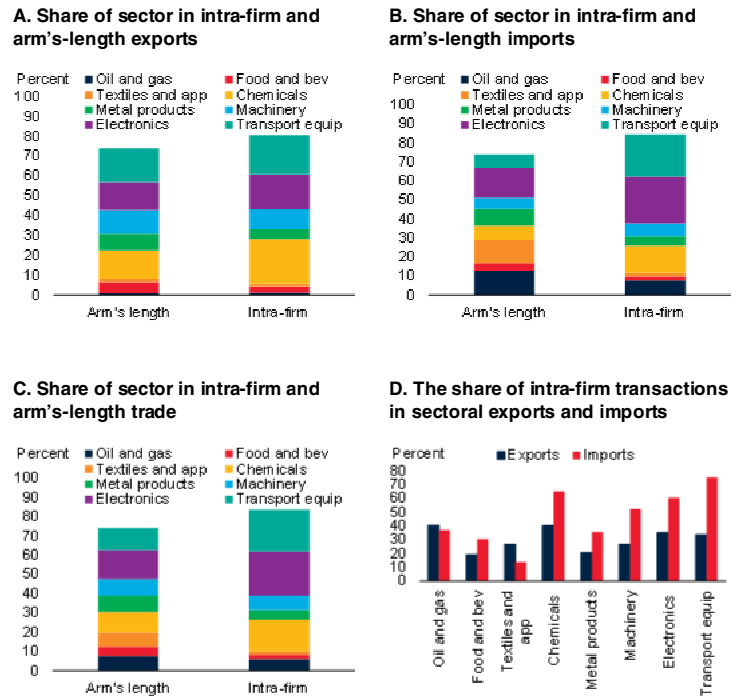 A. Share of sector in intra-firm and
arm's-length exports
Percent
Oil and gas
Food and bev
Textiles and app
Chemicals
Metal products
Machinery
Electronics
Transport equip
100
90
80
70
60
50
40
30
20
10
0
Arm's length
Intra-firm
B. Share of sector in intra-firm and
arm's-length imports
Percent
Oil and gas
Food and bev
Textiles and app
Chemicals
Metal products
Machinery
Electronics
Transport equip
100
90
80
70
60
50
40
30
20
10
0
Arm's length
Intra-firm
C. Share of sector in intra-firm and
arm's-length trade
Percent
Oil and gas
Food and bev
Textiles and app
Chemicals
Metal products
Machinery
Electronics
Transport equip
100
90
80
70
60
50
40
30
20
10
0
Arm's length
Intra-firm
D. The share of intra-firm transactions
in sectoral exports and imports
Percent
Exports
Imports
80
70
60
50
40
30
20
10
0
Oil and gas
Food and bev
Textiles and
app
Chemicals
Metal products
Machinery
Electronics
Transport equip